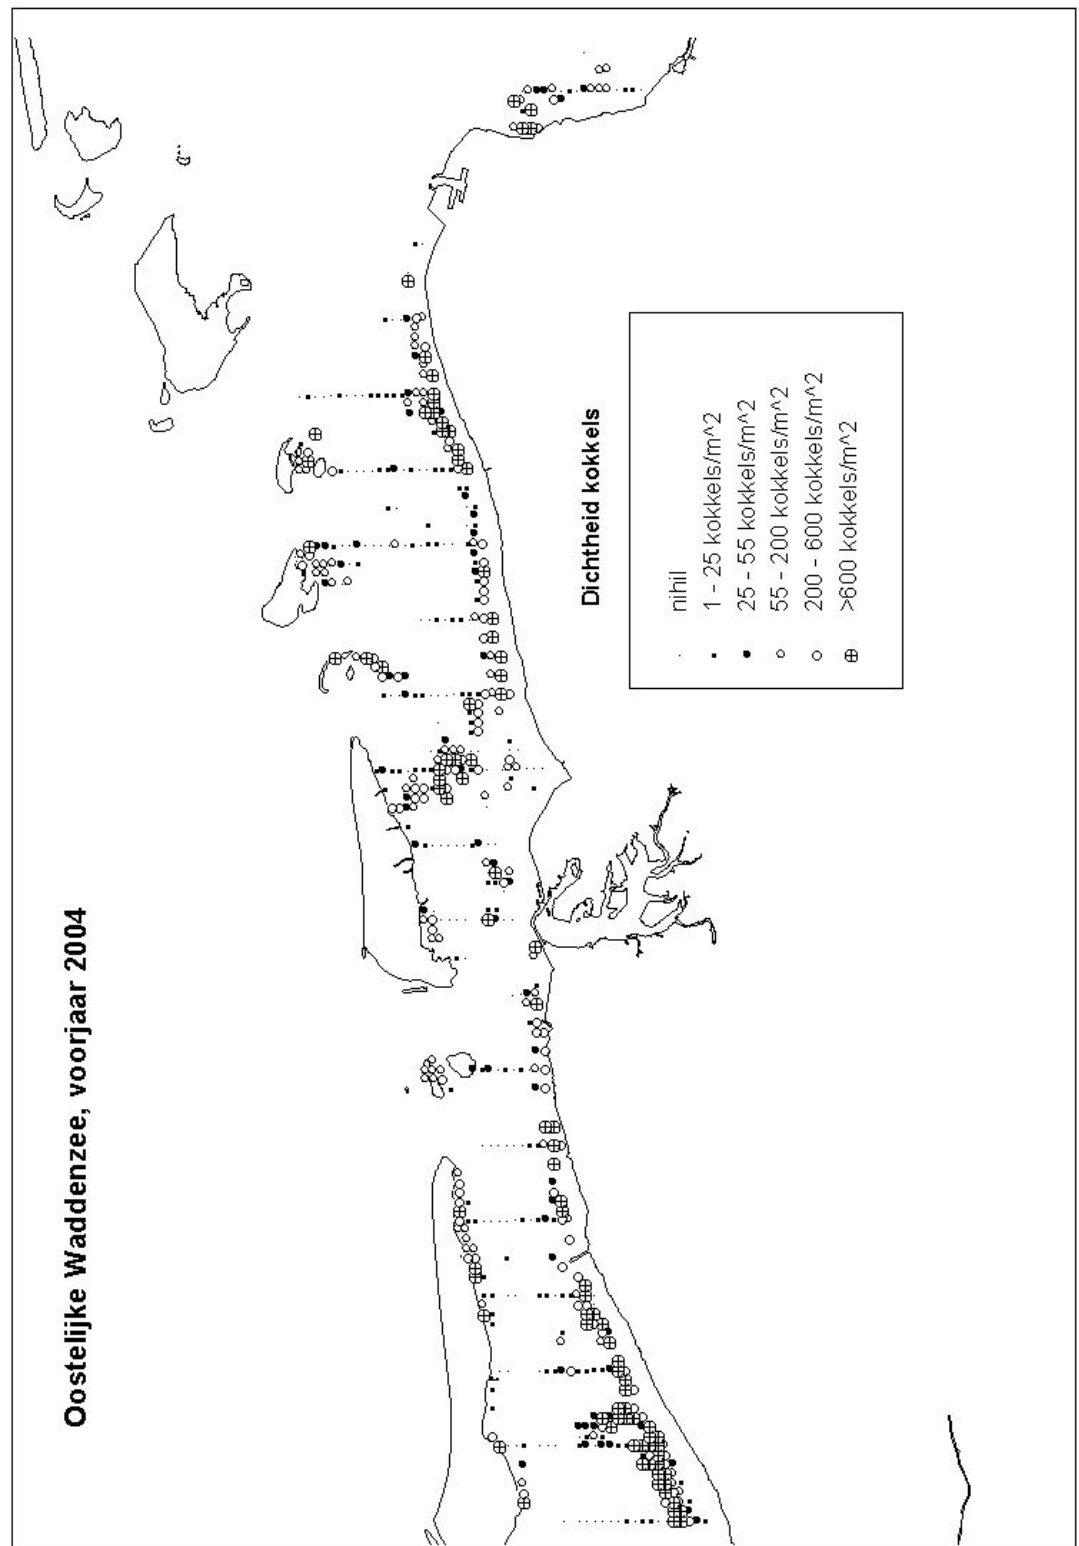 Oostelijke Waddenzee, voorjaar 2004
Dichtheid kokkels
nihil
1 - 25 kokkels/m^2
25 - 55 kokkels/m^2
55 - 200 kokkels/m^2
200 - 600 kokkels/m^2
>600 kokkels/m^2